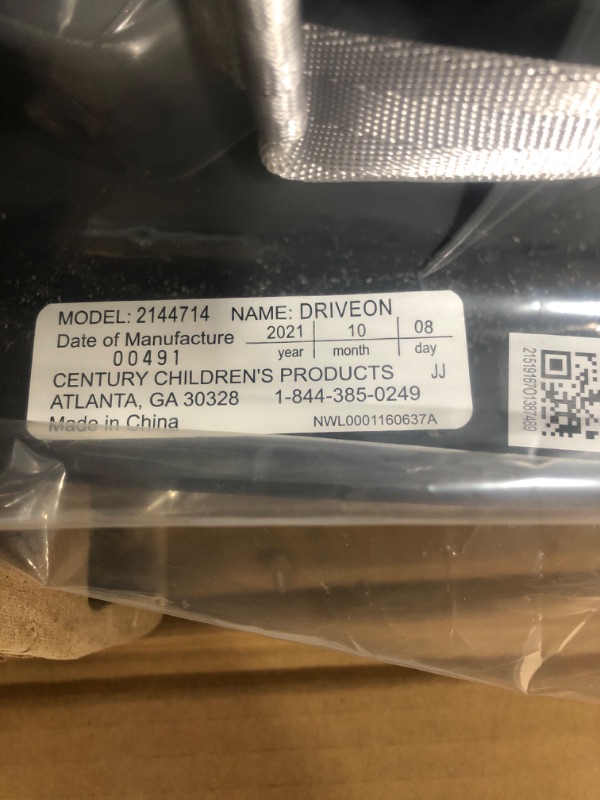 MODEL: 2144714 NAME: DRIVEON
Date of Manufacture 2021 10 08
00491 year month day
CENTURY CHILDREN'S PRODUCTS JJ
ATLANTA, GA 30328 1-844-385-0249
Made in China NWL0001160637A
2151916701387469